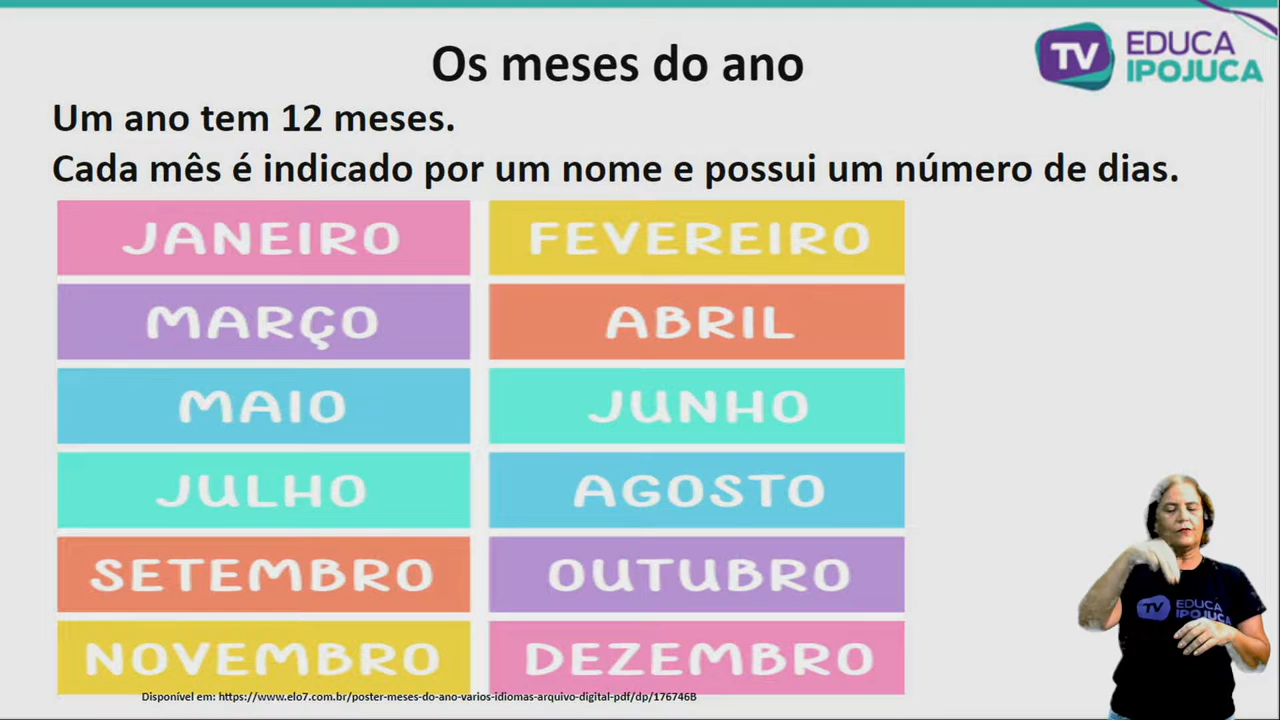 Os meses do ano
TV EDUCA
IPOJUCA
Um ano tem 12 meses.
Cada mês é indicado por um nome e possui um número de dias.
JANEIRO FEVEREIRO
MARÇO ABRIL
MAIO JUNHO
JULHO AGOSTO
SETEMBRO OUTUBRO
NOVEMBRO DEZEMBRO
Disponível em: https://www.elo7.com.br/poster-meses-do-ano-varios-idiomas-arquivo-digital-pdf/dp/176746B
TV EDUCA
IPOJUCA